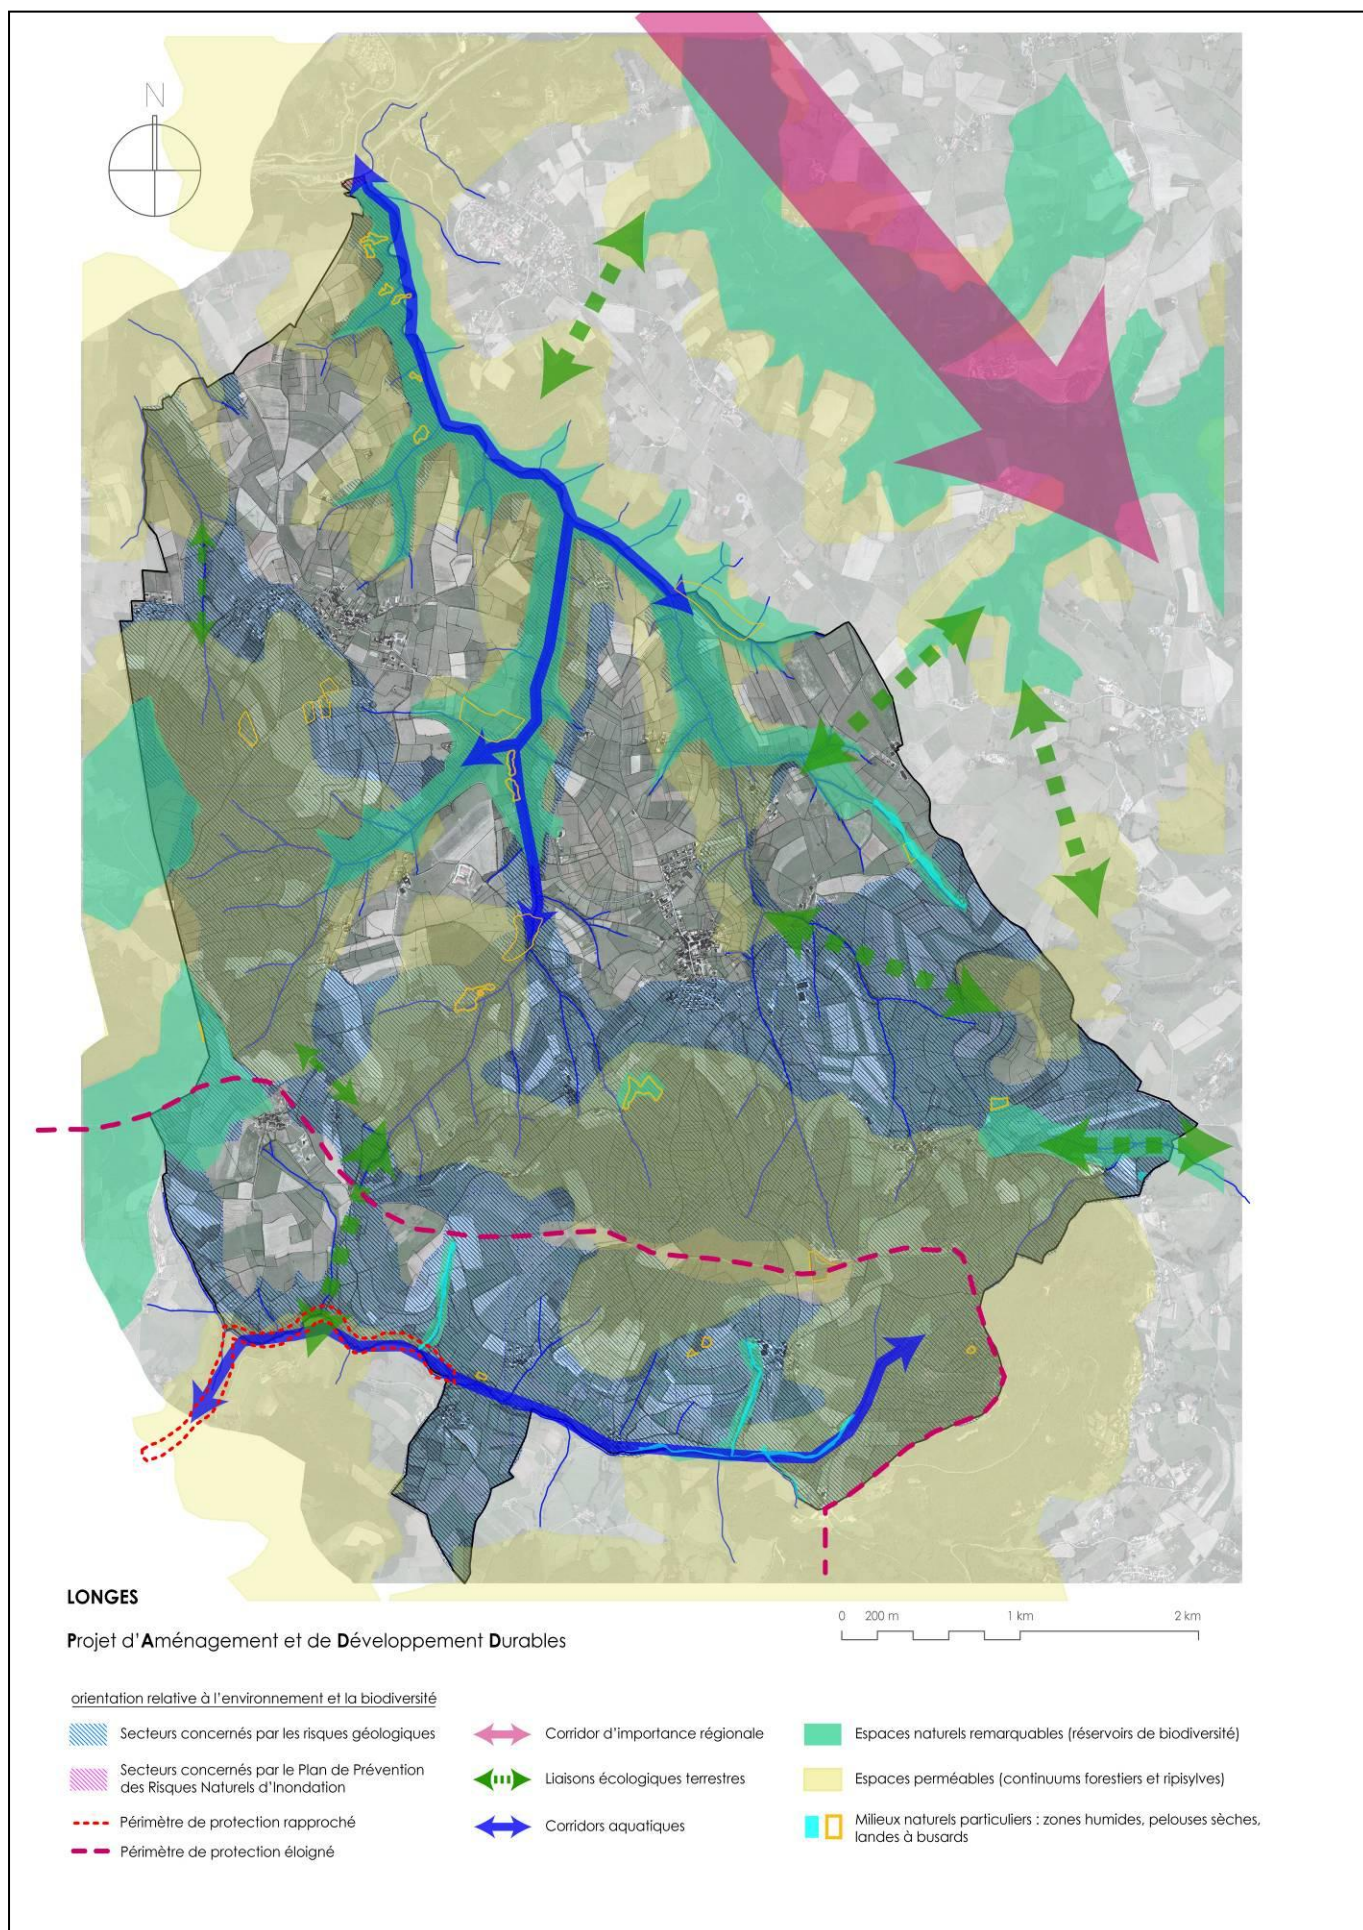 N
LONGES
0 200 m 1 km 2 km
Projet d'Aménagement et de Développement Durables
orientation relative à l'environnement et la biodiversité
Secteurs concernés par les risques géologiques
Secteurs concernés par le Plan de Prévention
des Risques Naturels d'Inondation
Périmètre de protection rapproché
Périmètre de protection éloigné
Corridor d'importance régionale
Liaisons écologiques terrestres
Corridors aquatiques
Espaces naturels remarquables (réservoirs de biodiversité)
Espaces perméables (continuums forestiers et ripisylves)
Milieux naturels particuliers : zones humides, pelouses sèches,
landes à busards